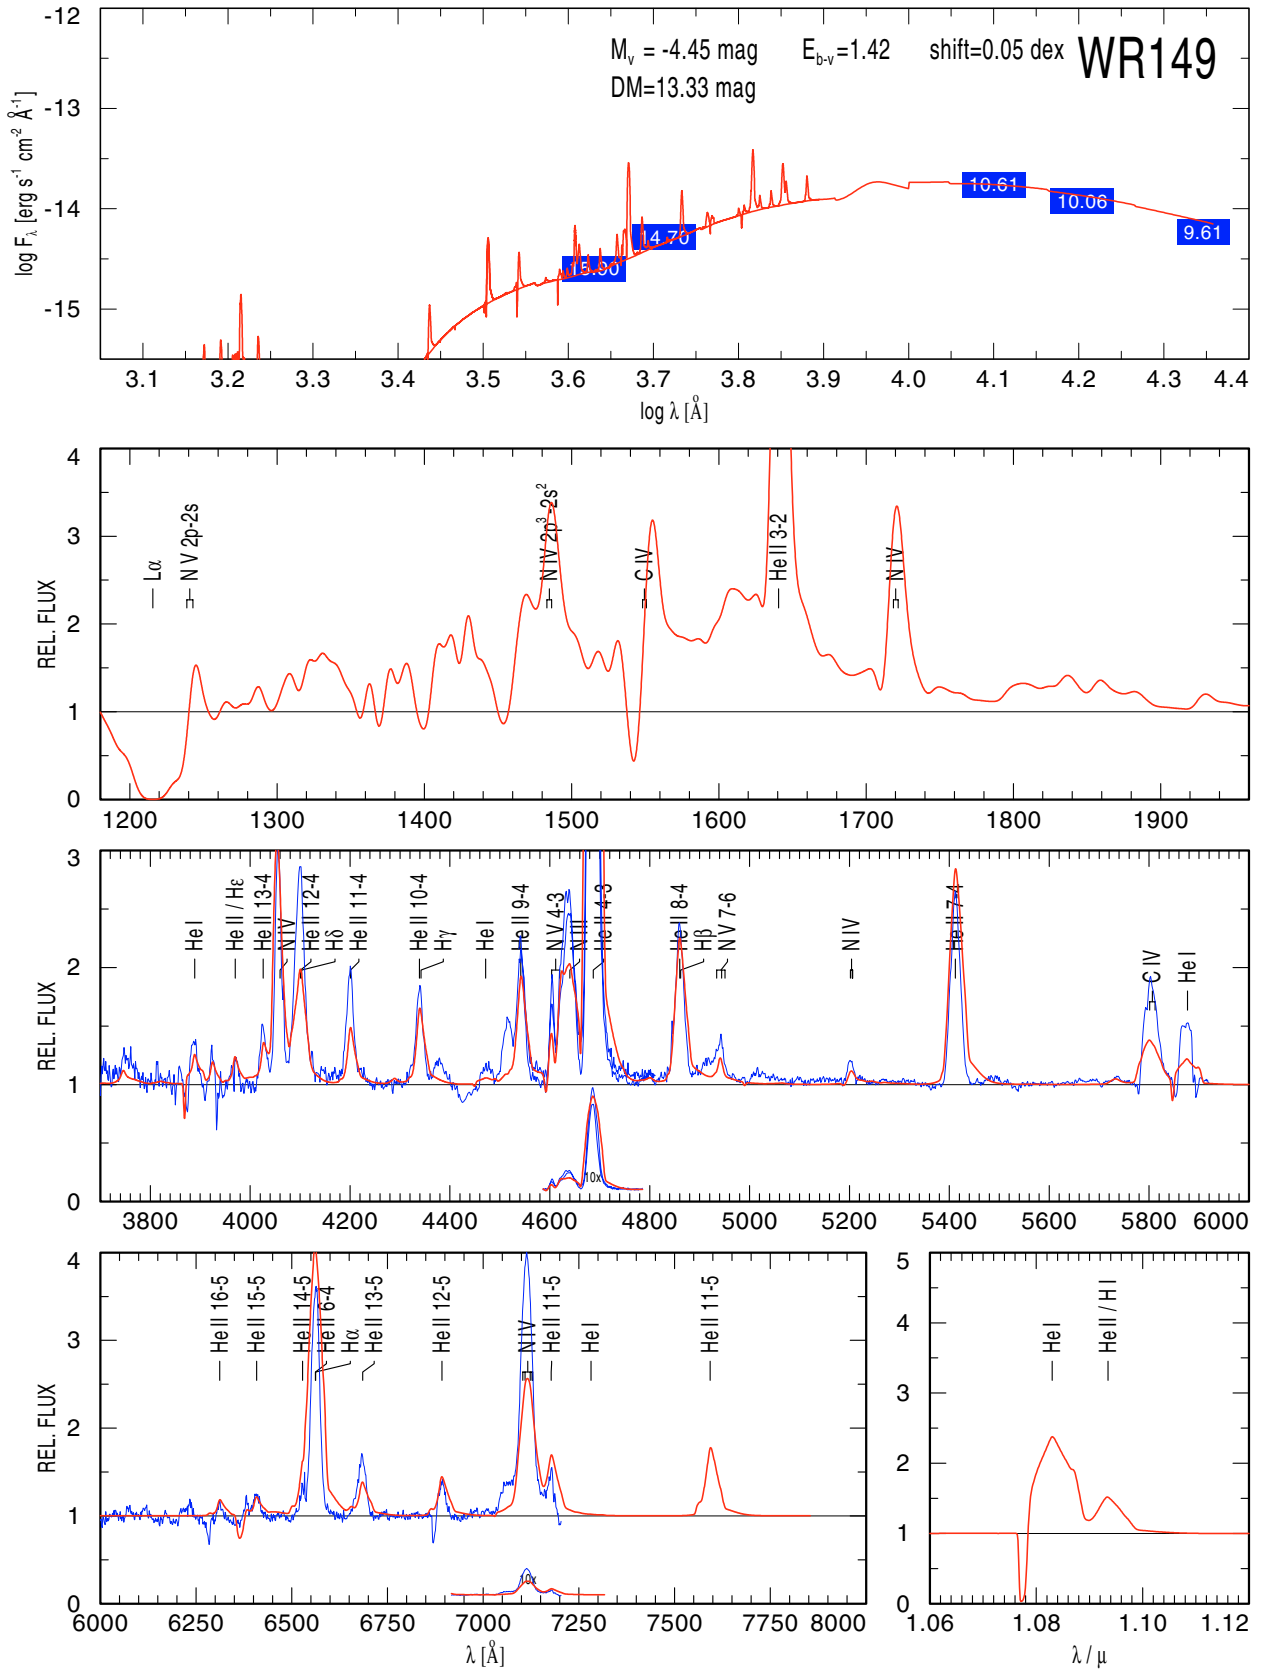 -12
-13
-14
-15
log Fλ [erg s⁻¹ cm⁻² Å⁻¹]
Mv = -4.45 mag Eb-v=1.42 shift=0.05 dex WR149
DM=13.33 mag
15.90 14.70 10.61 10.06 9.61
3.1 3.2 3.3 3.4 3.5 3.6 3.7 3.8 3.9 4.0 4.1 4.2 4.3 4.4
log λ [Å]
4
3
2
1
0
REL. FLUX
Lα
N V 2p-2s
N IV 2p³-2s²
C IV
He II 3-2
N IV
1200 1300 1400 1500 1600 1700 1800 1900
3
2
1
0
REL. FLUX
He I
He II / Hε
He II 13-4
N IV
He II 12-4
Hδ
He II 11-4
He II 10-4
Hγ
He I
He II 9-4
N V 4-3
N III
He II 4-3
He II 8-4
Hβ
N V 7-6
N IV
He II 7-4
C IV
He I
10x
3800 4000 4200 4400 4600 4800 5000 5200 5400 5600 5800 6000
4
3
2
1
0
REL. FLUX
He II 16-5
He II 15-5
He II 14-5
He II 6-4
Hα
He II 13-5
He II 12-5
N IV
He II 11-5
He I
He II 11-5
10x
6000 6250 6500 6750 7000 7250 7500 7750 8000
λ [Å]
5
4
3
2
1
0
He I
He II / H I
1.06 1.08 1.10 1.12
λ / μ